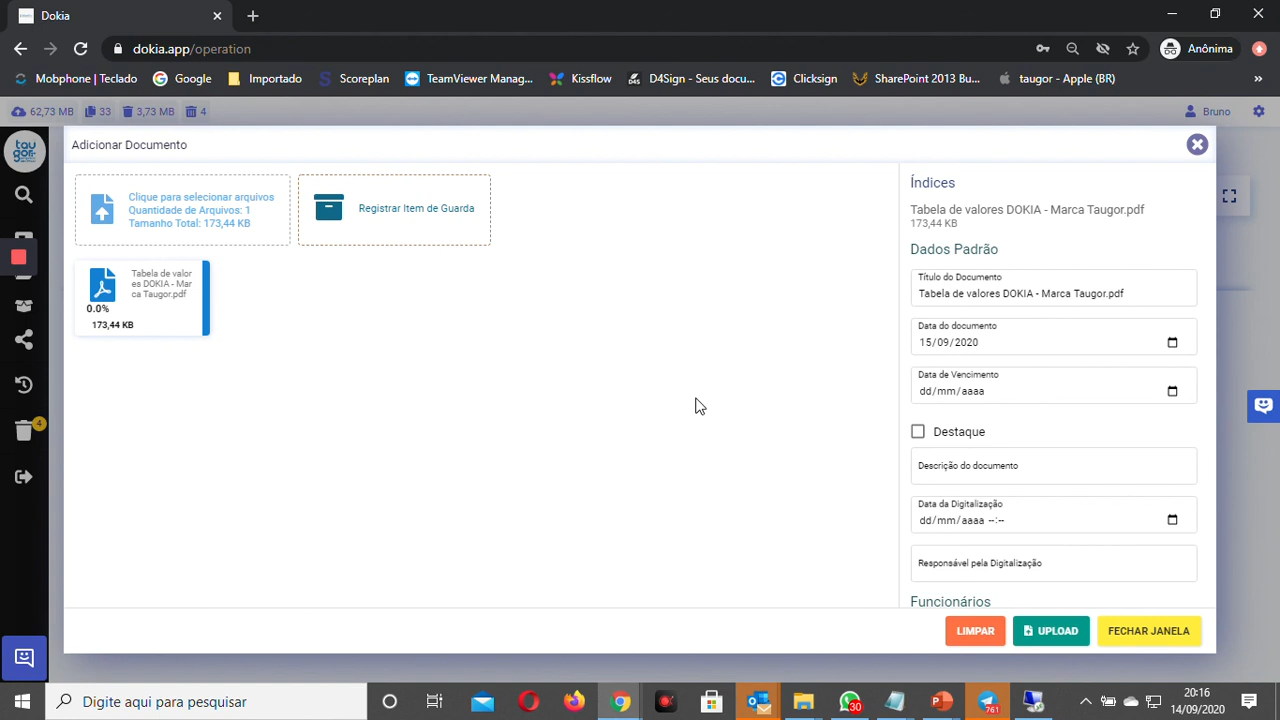 Dokia
dokia.app/operation
Anônima
Mobphone | Teclado
Google
Importado
Scoreplan
TeamViewer Manag...
Kissflow
D4Sign - Seus docu...
Clicksign
SharePoint 2013 Bu...
taugor - Apple (BR)
»
62,73 MB
33
3,73 MB
4
Bruno
taugor
Adicionar Documento
Clique para selecionar arquivos
Quantidade de Arquivos: 1
Tamanho Total: 173,44 KB
Registrar Item de Guarda
Tabela de valor
es DOKIA - Mar
ca Taugor.pdf
0.0%
173,44 KB
4
Índices
Tabela de valores DOKIA - Marca Taugor.pdf
173,44 KB
Dados Padrão
Título do Documento
Tabela de valores DOKIA - Marca Taugor.pdf
Data do documento
15/09/2020
Data de Vencimento
dd/mm/aaaa
Destaque
Descrição do documento
Data da Digitalização
dd/mm/aaaa --:--
Responsável pela Digitalização
Funcionários
LIMPAR
UPLOAD
FECHAR JANELA
Digite aqui para pesquisar
30
761
20:16
14/09/2020